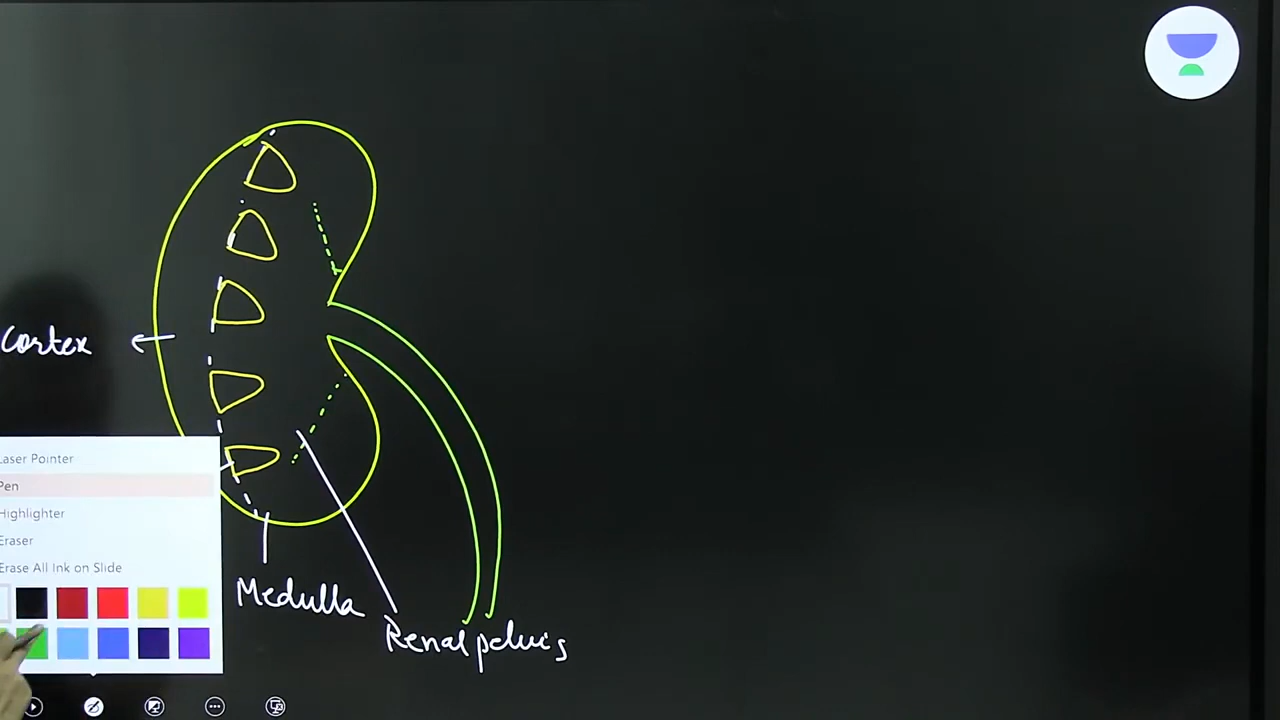 Cortex
Laser Pointer
Pen
Highlighter
Eraser
Erase All Ink on Slide
Medulla
Renal pelvis